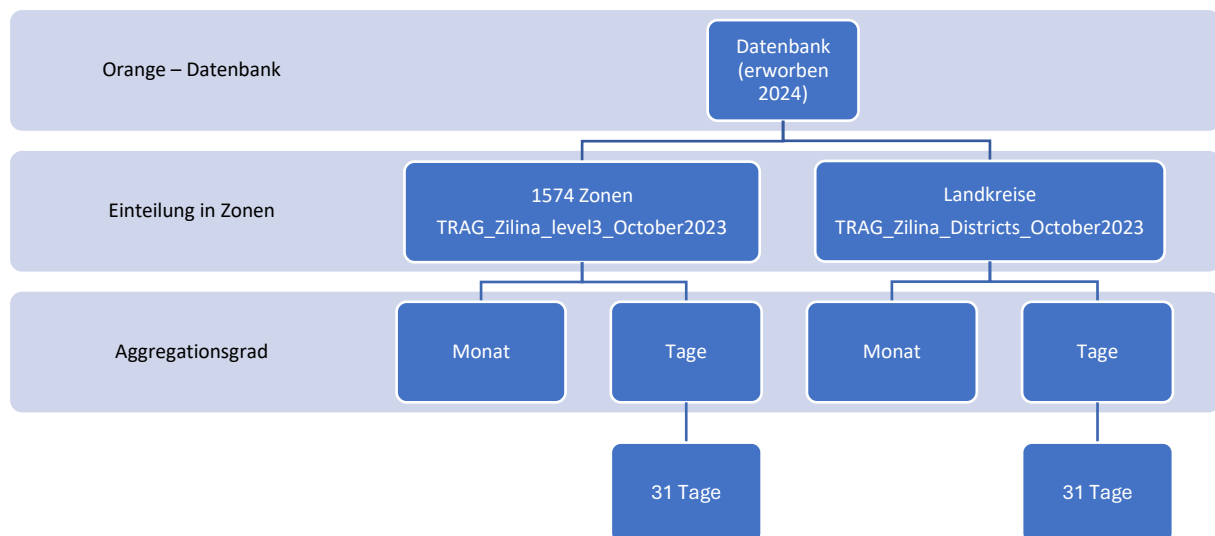 Orange – Datenbank
Datenbank
(erworben
2024)
Einteilung in Zonen
1574 Zonen
TRAG_Zilina_level3_October2023
Landkreise
TRAG_Zilina_Districts_October2023
Aggregationsgrad
Monat
Tage
Monat
Tage
31 Tage
31 Tage